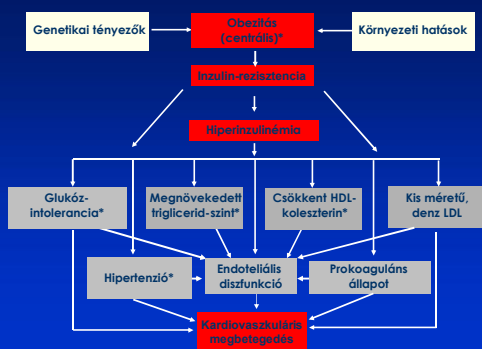 Genetikai tényezők
Obezitás
(centrális)*
Környezeti hatások
Inzulin-rezisztencia
Hiperinzulinémia
Glukóz-
intolerancia*
Megnövekedett
triglicerid-szint*
Csökkent HDL-
koleszterin*
Kis méretű,
denz LDL
Hipertenzió*
Endoteliális
diszfunkció
Prokoaguláns
állapot
Kardiovaszkuláris
megbetegedés